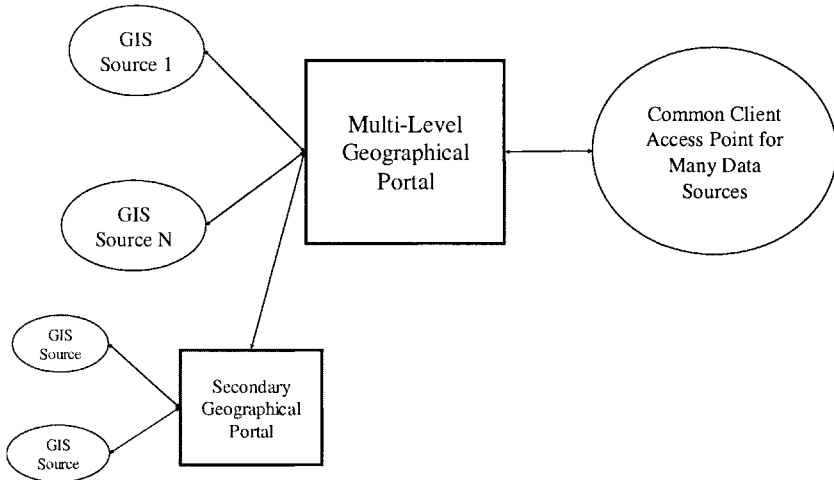 GIS
Source 1
Multi-Level
Geographical
Portal
Common Client
Access Point for
Many Data
Sources
GIS
Source N
GIS
Source
Secondary
Geographical
Portal
GIS
Source